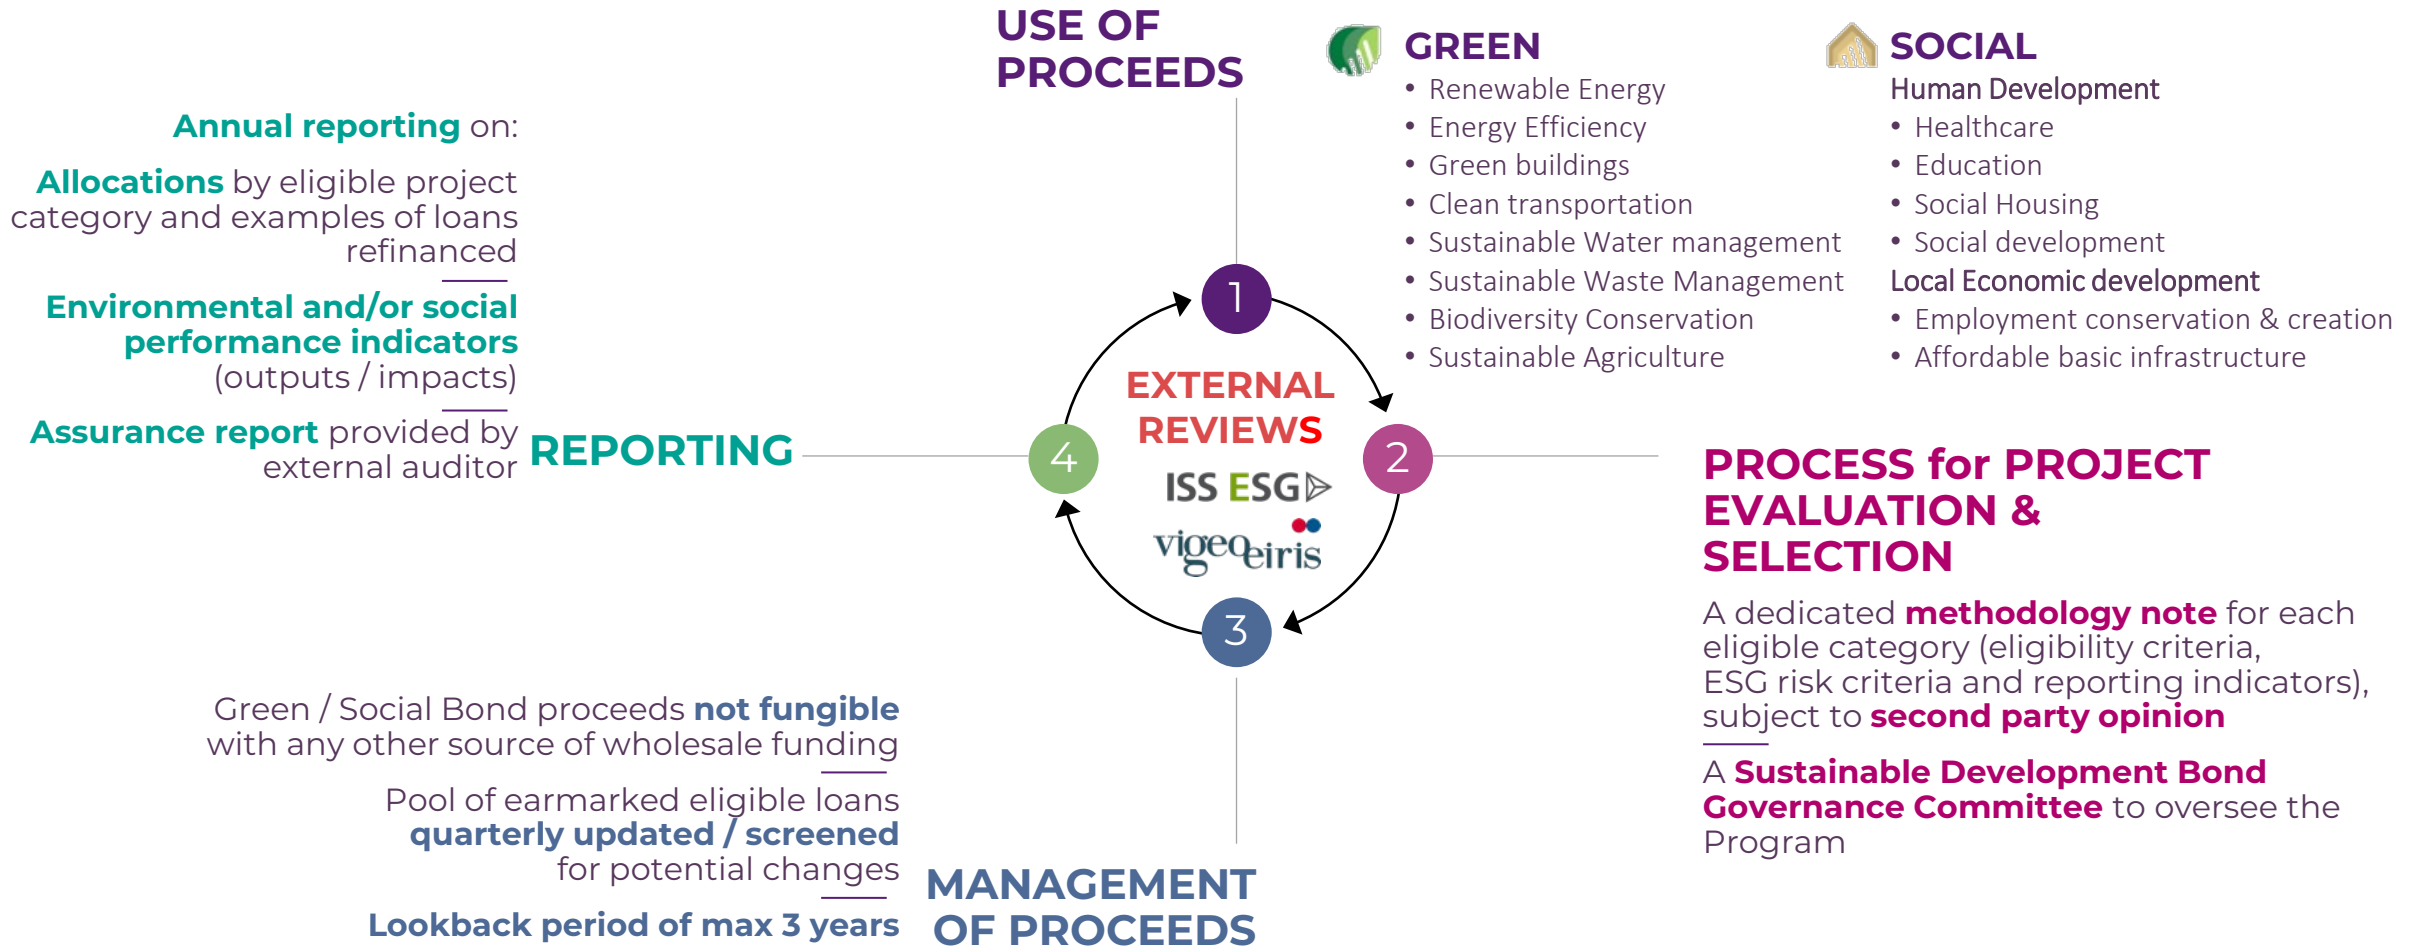 USE OF
PROCEEDS
GREEN
• Renewable Energy
• Energy Efficiency
• Green buildings
• Clean transportation
• Sustainable Water management
• Sustainable Waste Management
• Biodiversity Conservation
• Sustainable Agriculture
SOCIAL
Human Development
• Healthcare
• Education
• Social Housing
• Social development
Local Economic development
• Employment conservation & creation
• Affordable basic infrastructure
1
2
3
4
EXTERNAL
REVIEWS
ISS ESG
vigeoeiris
PROCESS for PROJECT
EVALUATION &
SELECTION
A dedicated methodology note for each
eligible category (eligibility criteria,
ESG risk criteria and reporting indicators),
subject to second party opinion
A Sustainable Development Bond
Governance Committee to oversee the
Program
MANAGEMENT
OF PROCEEDS
Green / Social Bond proceeds not fungible
with any other source of wholesale funding
Pool of earmarked eligible loans
quarterly updated / screened
for potential changes
Lookback period of max 3 years
REPORTING
Annual reporting on:
Allocations by eligible project
category and examples of loans
refinanced
Environmental and/or social
performance indicators
(outputs / impacts)
Assurance report provided by
external auditor